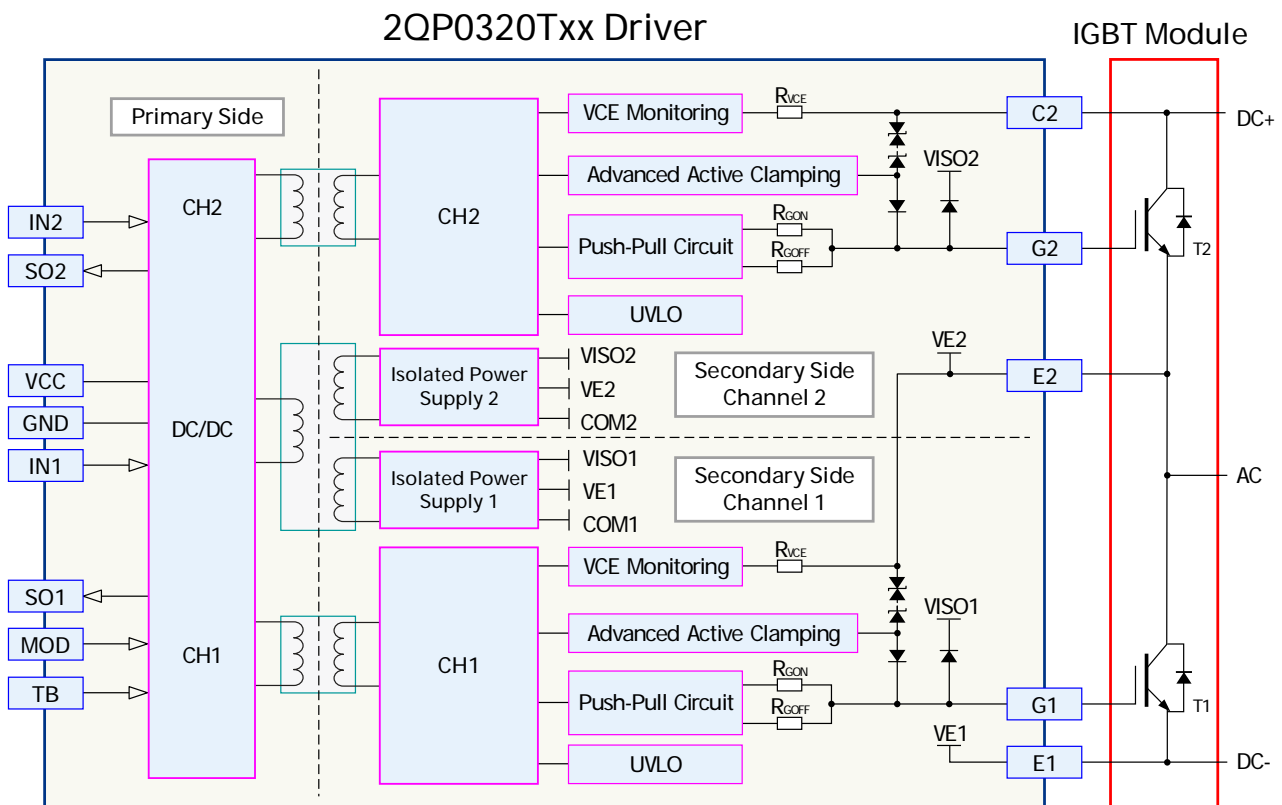 2QP0320Txx Driver
IGBT Module
Primary Side
CH2
DC/DC
CH1
IN2
SO2
VCC
GND
IN1
SO1
MOD
TB
CH2
VCE Monitoring
RVCE
Advanced Active Clamping
VISO2
Push-Pull Circuit
RGON
RGOFF
UVLO
C2
DC+
G2
T2
Isolated Power
Supply 2
VISO2
VE2
COM2
Secondary Side
Channel 2
VE2
E2
Isolated Power
Supply 1
VISO1
VE1
COM1
Secondary Side
Channel 1
AC
CH1
VCE Monitoring
RVCE
Advanced Active Clamping
VISO1
Push-Pull Circuit
RGON
RGOFF
UVLO
G1
T1
VE1
E1
DC-